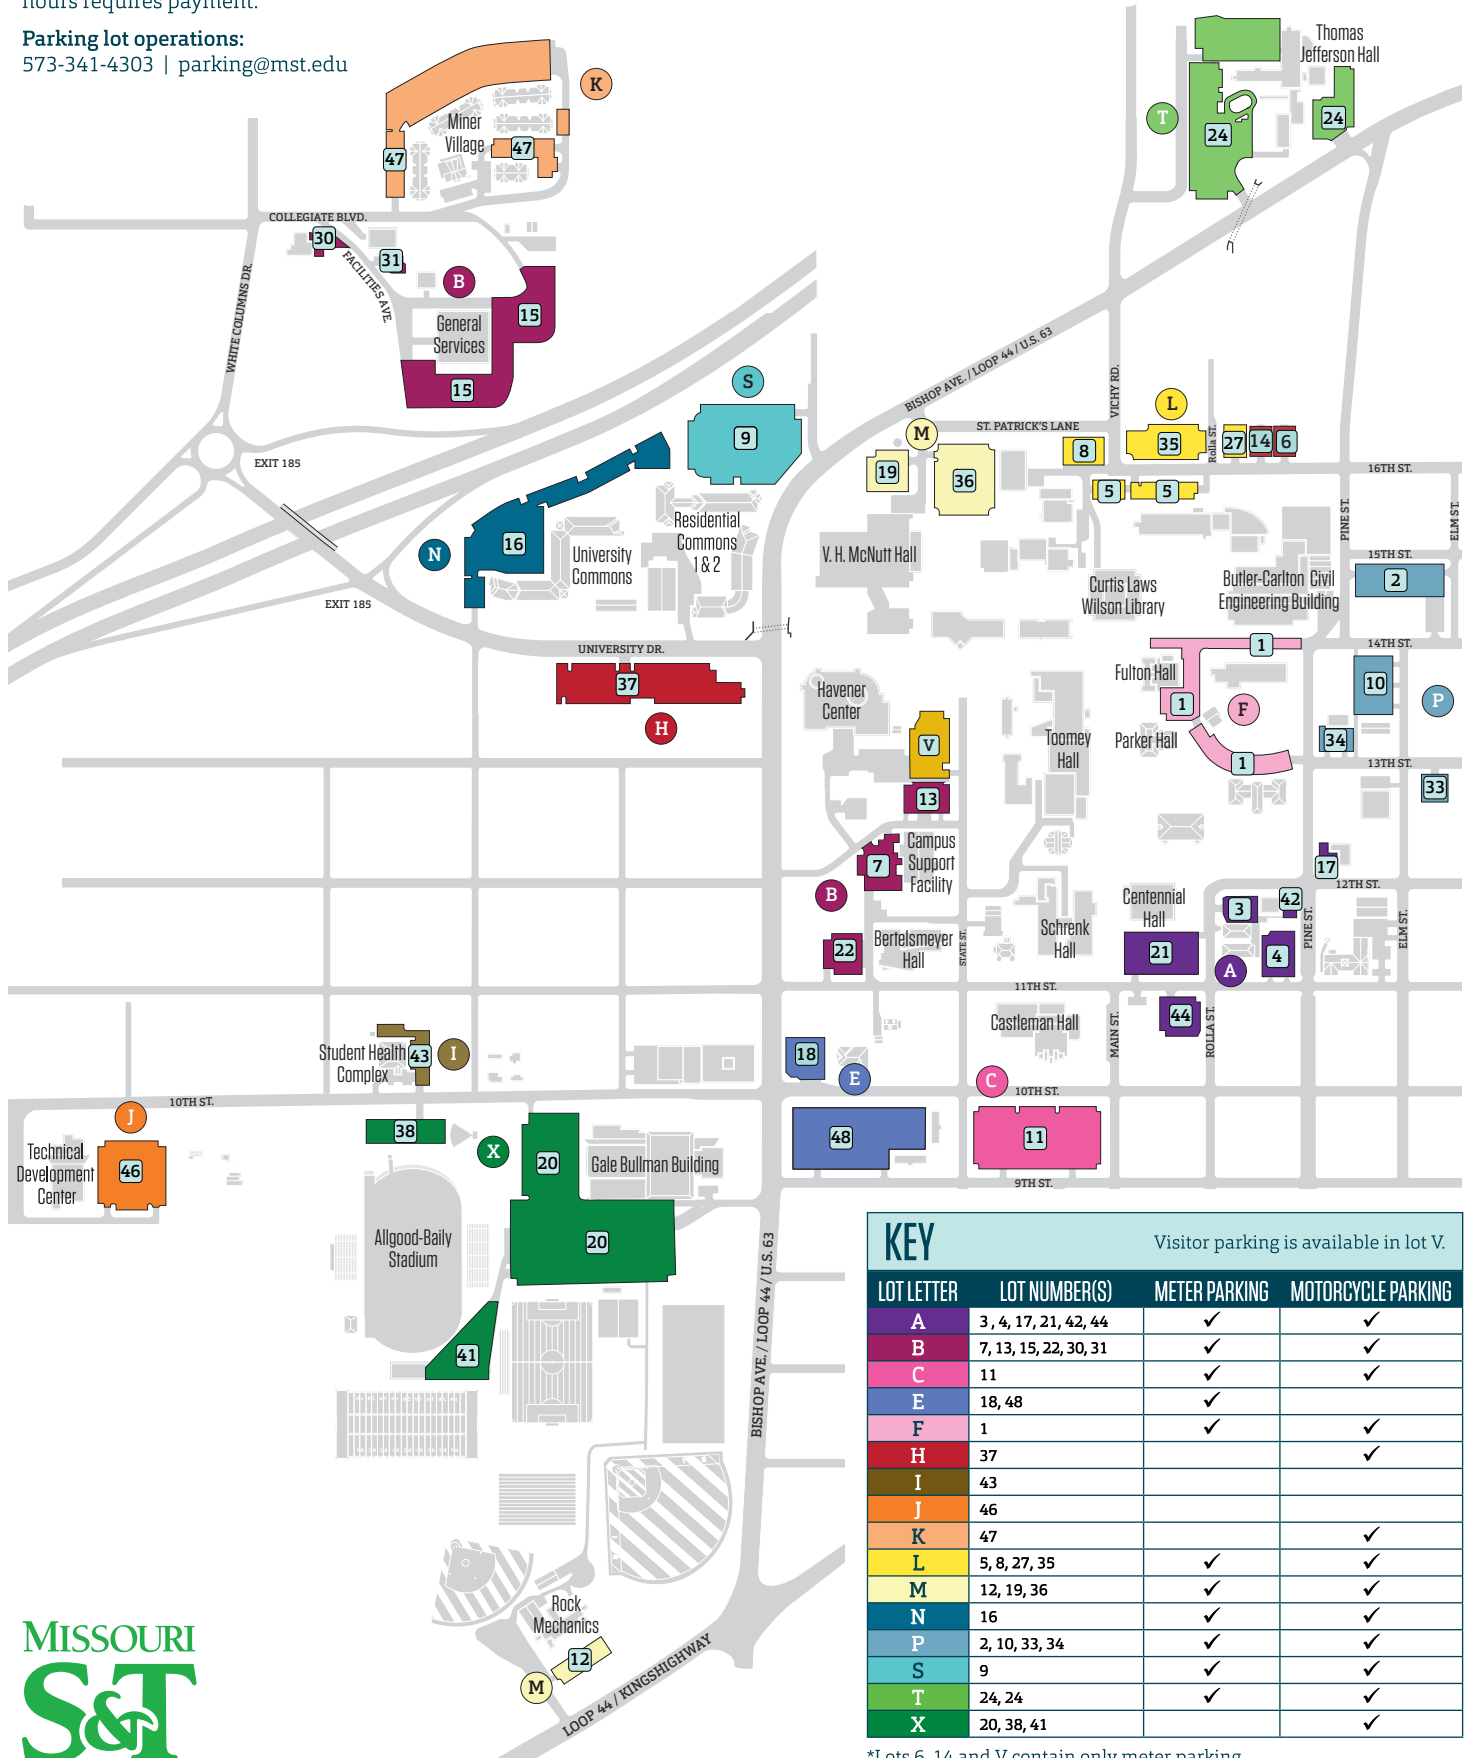 hours requires payment.
Parking lot operations:
573-341-4303 | parking@mst.edu
K
Miner
Village
47
47
COLLEGIATE BLVD.
30
31
FACILITIES AVE.
B
WHITE COLUMNS DR.
General
Services
15
15
EXIT 185
EXIT 185
Thomas
Jefferson Hall
T
24
24
BISHOP AVE. / LOOP 44 / U.S. 63
VICHY RD.
S
9
N
16
University
Commons
Residential
Commons
1 & 2
M
19
36
ST. PATRICK'S LANE
L
8
35
Rolla ST.
27
14
6
16TH ST.
5
5
V. H. McNutt Hall
Curtis Laws
Wilson Library
Butler-Carlton Civil
Engineering Building
PINE ST.
ELM ST.
15TH ST.
2
14TH ST.
UNIVERSITY DR.
37
H
Havener
Center
V
13
Toomey
Hall
Fulton Hall
1
1
F
Parker Hall
1
10
P
34
13TH ST.
33
7
Campus
Support
Facility
B
22
Bertelsmeyer
Hall
STATE ST.
Schrenk
Hall
Centennial
Hall
21
3
42
17
12TH ST.
4
A
PINE ST.
ELM ST.
11TH ST.
Castleman Hall
MAIN ST.
44
ROLLA ST.
Student Health
Complex
43
I
18
E
C
10TH ST.
10TH ST.
J
Technical
Development
Center
46
38
X
20
Gale Bullman Building
48
11
9TH ST.
Allgood-Baily
Stadium
20
41
BISHOP AVE. / LOOP 44 / U.S. 63
Rock
Mechanics
12
M
LOOP 44 / KINGSHIGHWAY
MISSOURI
S&T
KEY
Visitor parking is available in lot V.
LOT LETTER LOT NUMBER(S) METER PARKING MOTORCYCLE PARKING
A 3, 4, 17, 21, 42, 44 ✓ ✓
B 7, 13, 15, 22, 30, 31 ✓ ✓
C 11 ✓ ✓
E 18, 48 ✓
F 1 ✓ ✓
H 37 ✓
I 43
J 46
K 47 ✓
L 5, 8, 27, 35 ✓ ✓
M 12, 19, 36 ✓ ✓
N 16 ✓ ✓
P 2, 10, 33, 34 ✓ ✓
S 9 ✓ ✓
T 24, 24 ✓ ✓
X 20, 38, 41 ✓
*Lots 6, 14 and V contain only meter parking